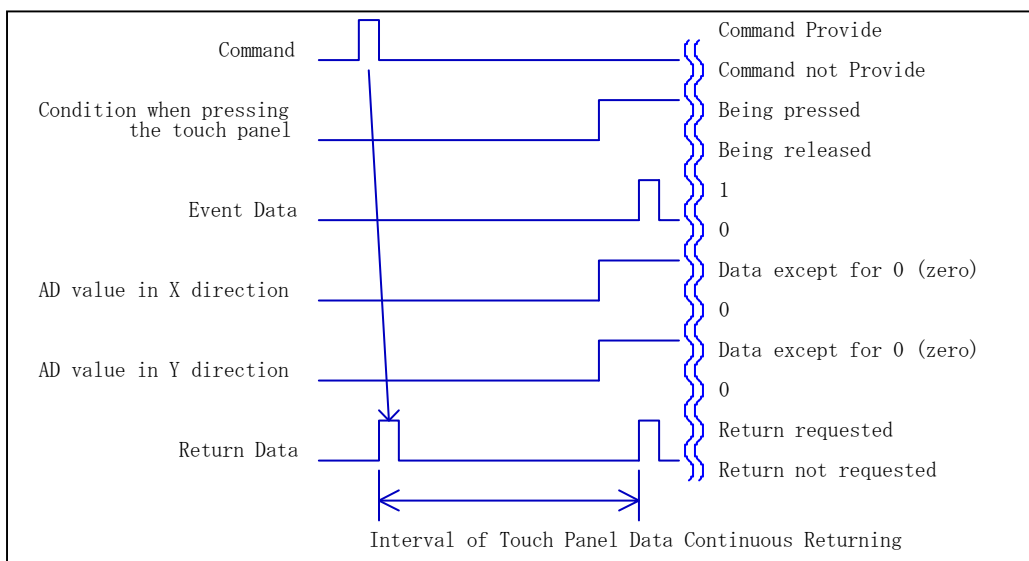 Command
Command Provide
Command not Provide
Condition when pressing
the touch panel
Being pressed
Being released
Event Data
1
0
AD value in X direction
Data except for 0 (zero)
0
AD value in Y direction
Data except for 0 (zero)
0
Return Data
Return requested
Return not requested
Interval of Touch Panel Data Continuous Returning